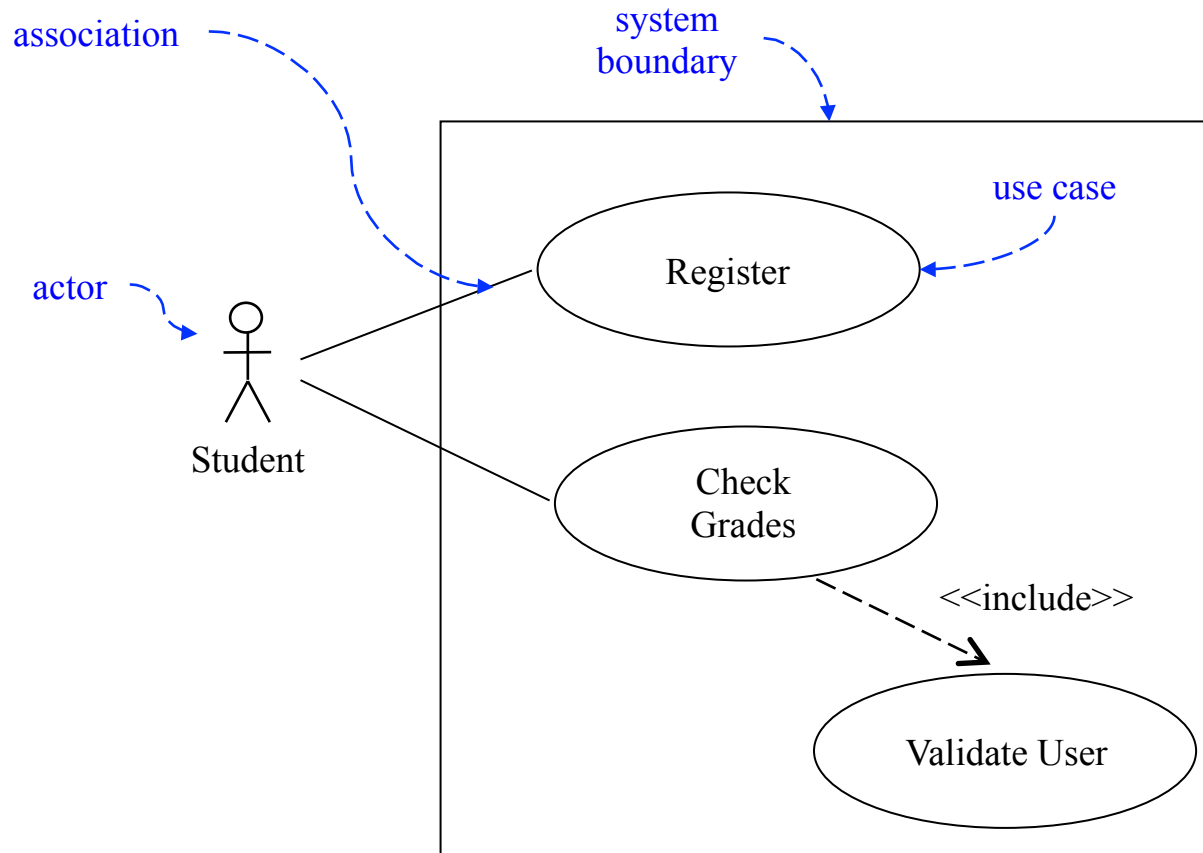 association
system
boundary
use case
Register
actor
Student
Check
Grades
<<include>>
Validate User